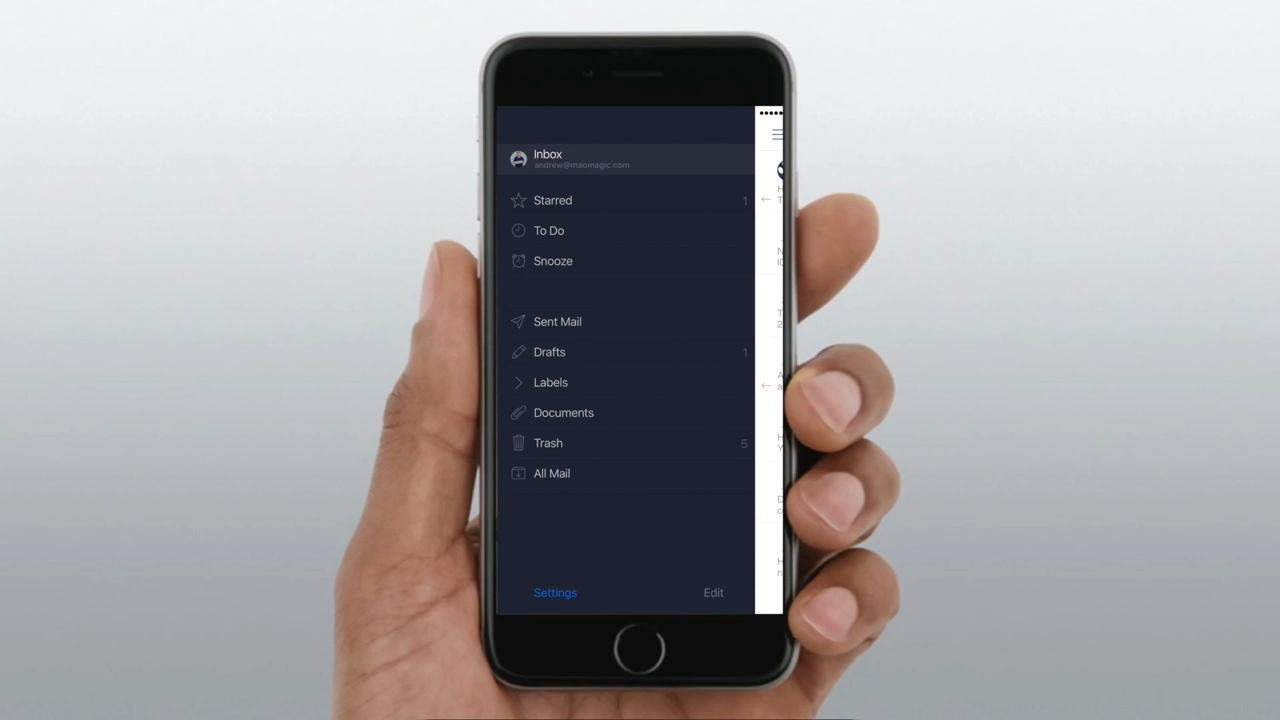 Inbox
andrew@maomagic.com
Starred 1
To Do
Snooze
Sent Mail
Drafts 1
Labels
Documents
Trash 5
All Mail
Settings Edit